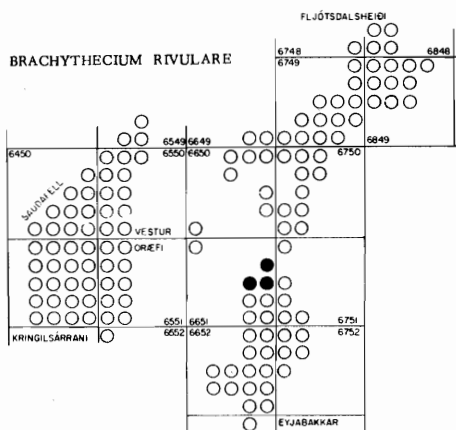 FLJÓTSDALSHEIÐI
BRACHYTHECIUM RIVULARE
6748 6848
6749
6849
6549 6649
6450 6550 6650 6750
SAUÐAFELL
VESTUR
ÖRÆFI
6551 6651 6751
KRINGILSÁRRANI 6552 6652 6752
EYJABAKKAR